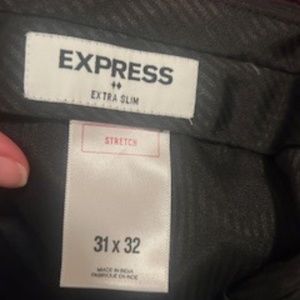 EXPRESS
EXTRA SLIM
STRETCH
31 x 32
MADE IN INDIA
FABRIQUÉ EN INDE